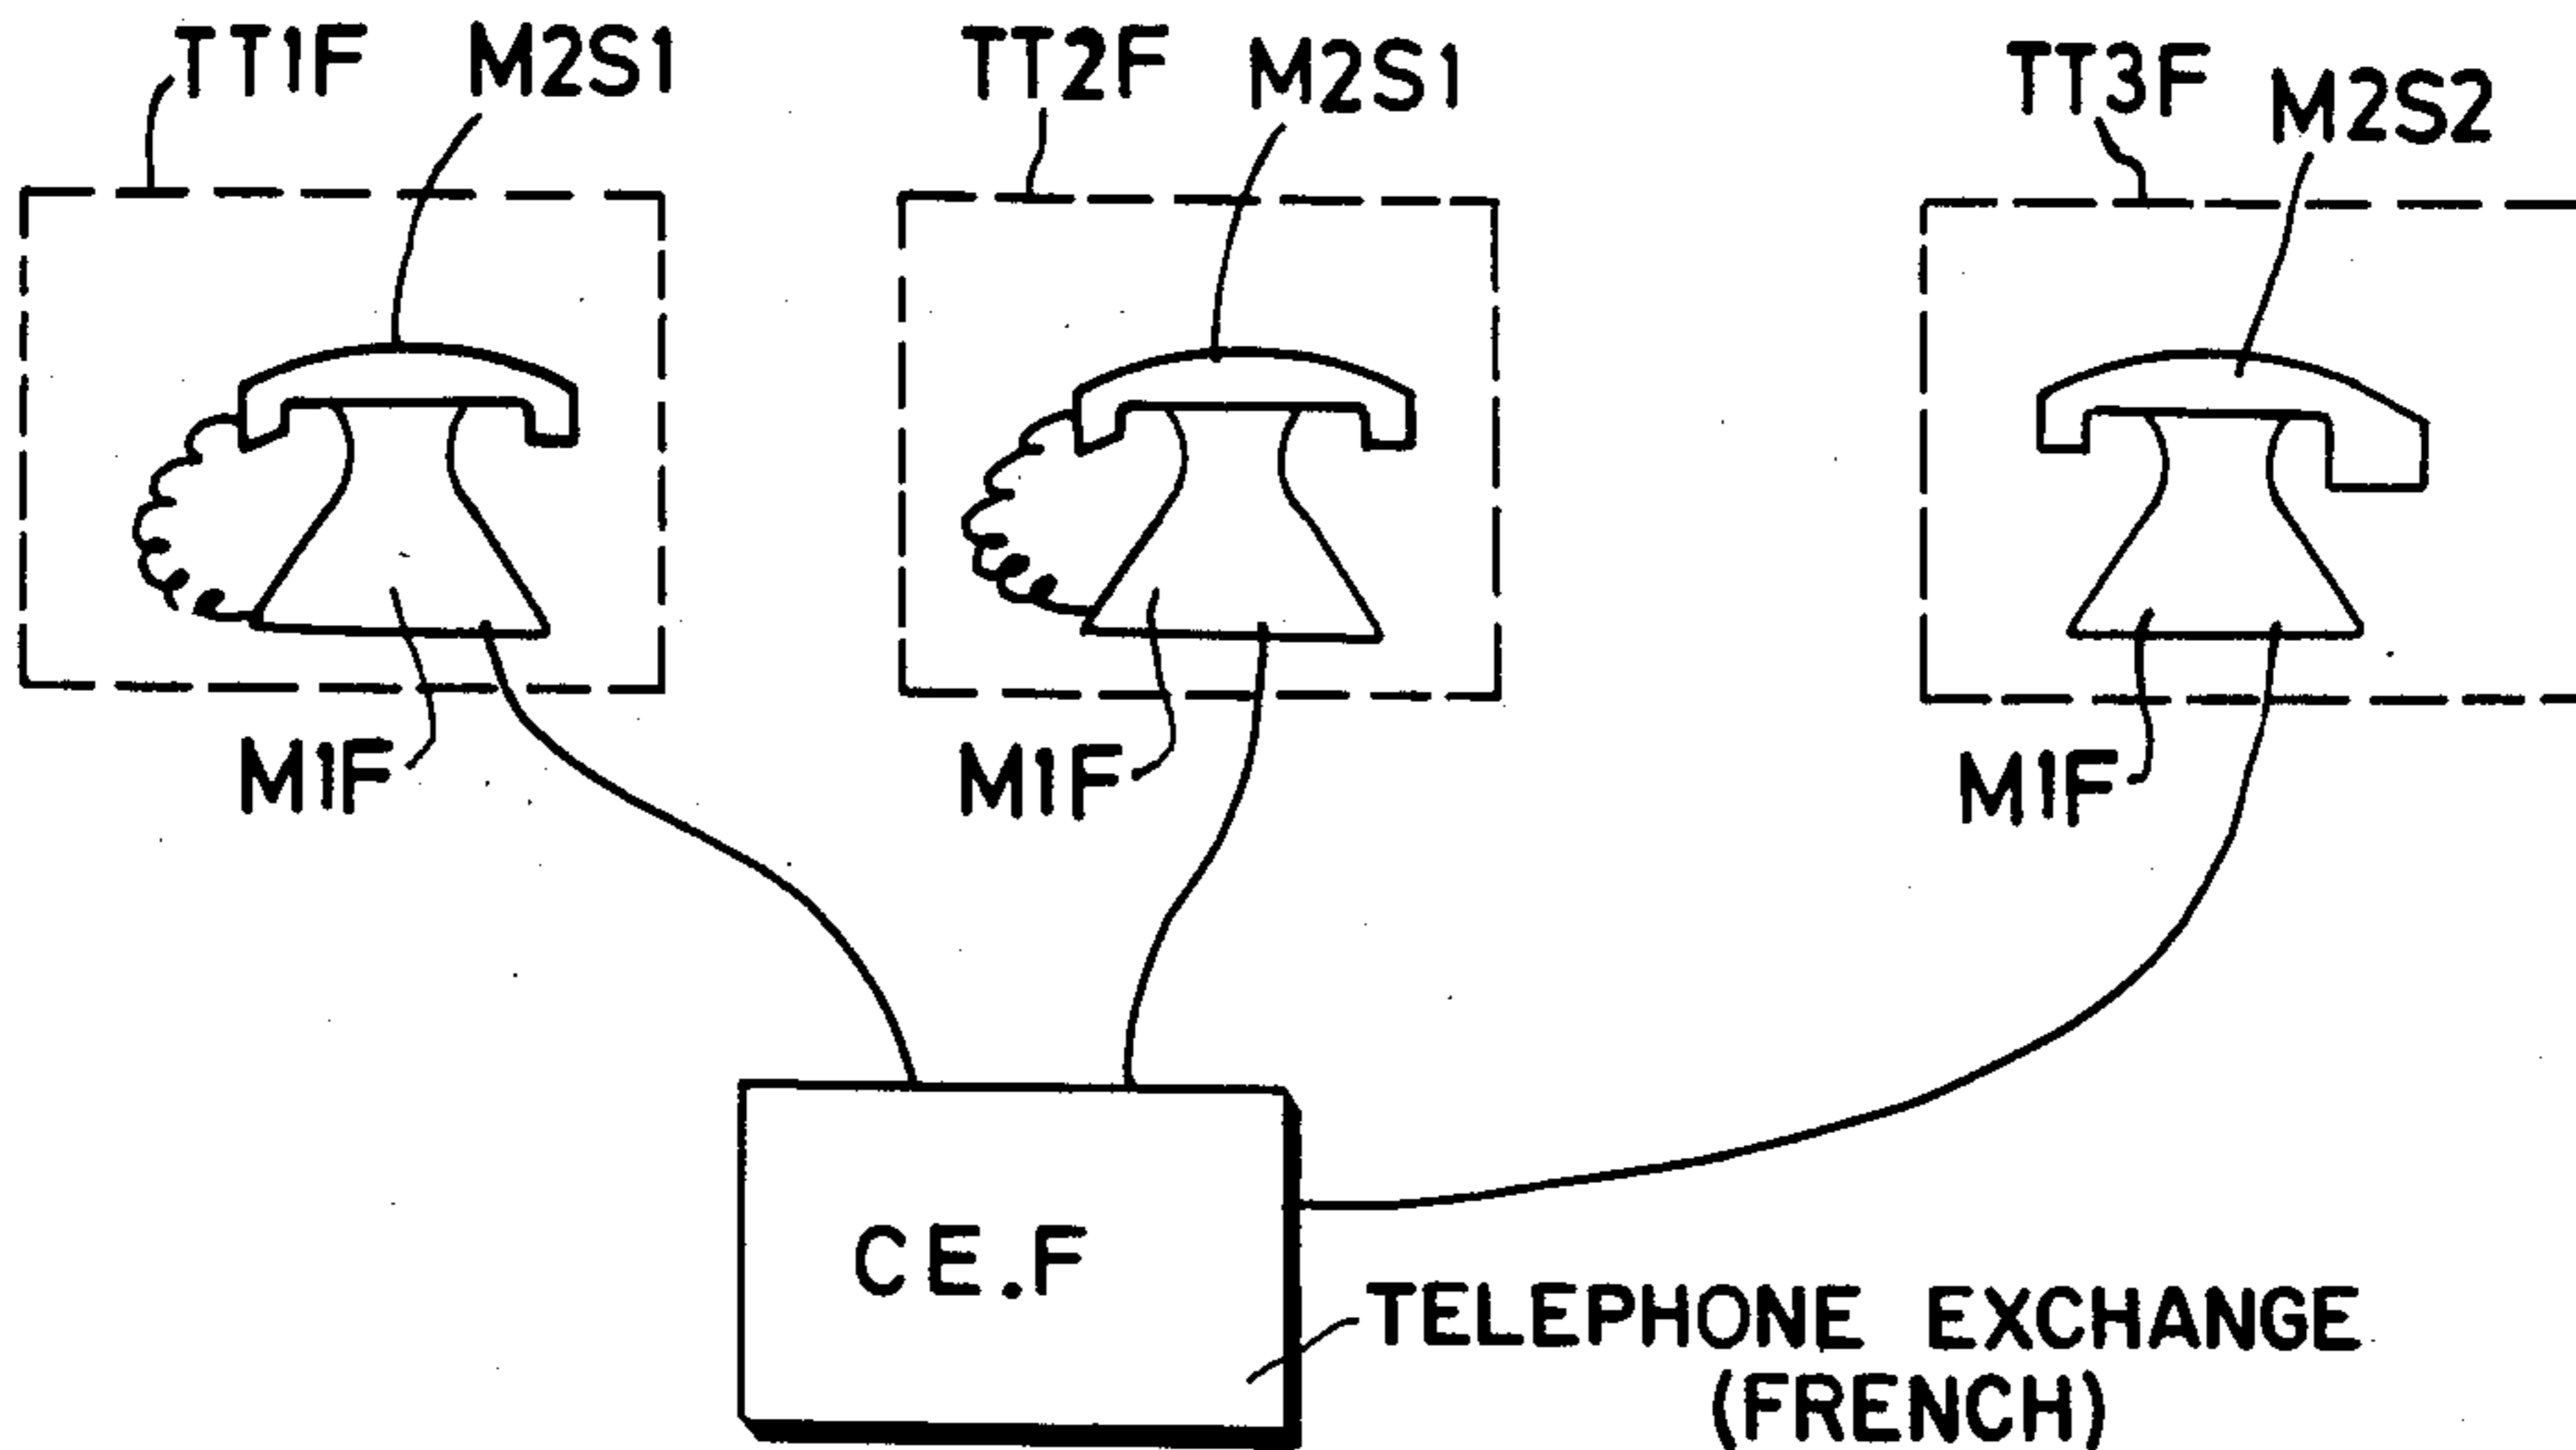 TT1F M2S1
TT2F M2S1
TT3F M2S2
M1F
M1F
M1F
CE.F
TELEPHONE EXCHANGE
(FRENCH)